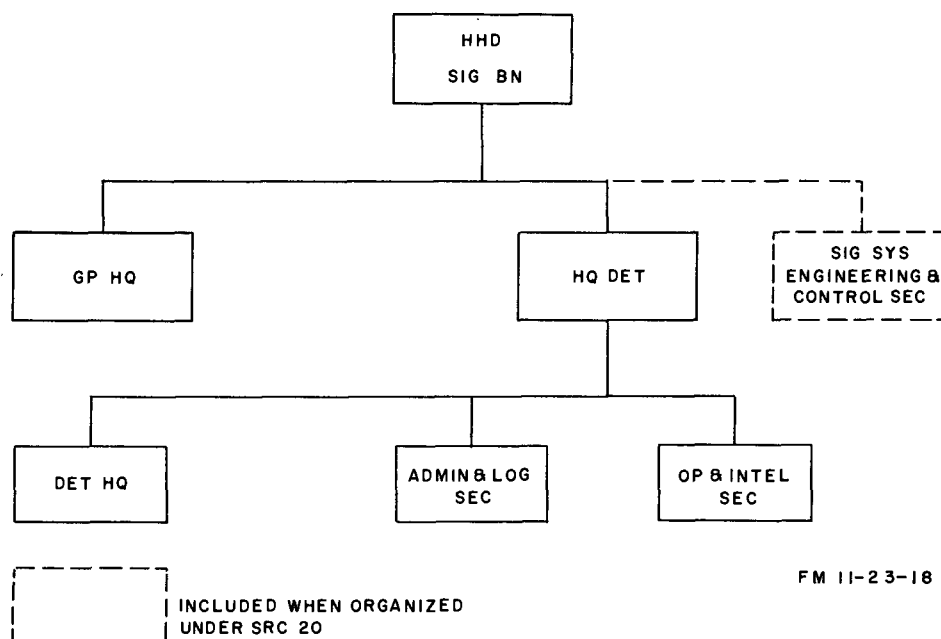 HHD
SIG BN
GP HQ
HQ DET
SIG SYS
ENGINEERING &
CONTROL SEC
DET HQ
ADMIN & LOG
SEC
OP & INTEL
SEC
FM 11-23-18
INCLUDED WHEN ORGANIZED
UNDER SRC 20